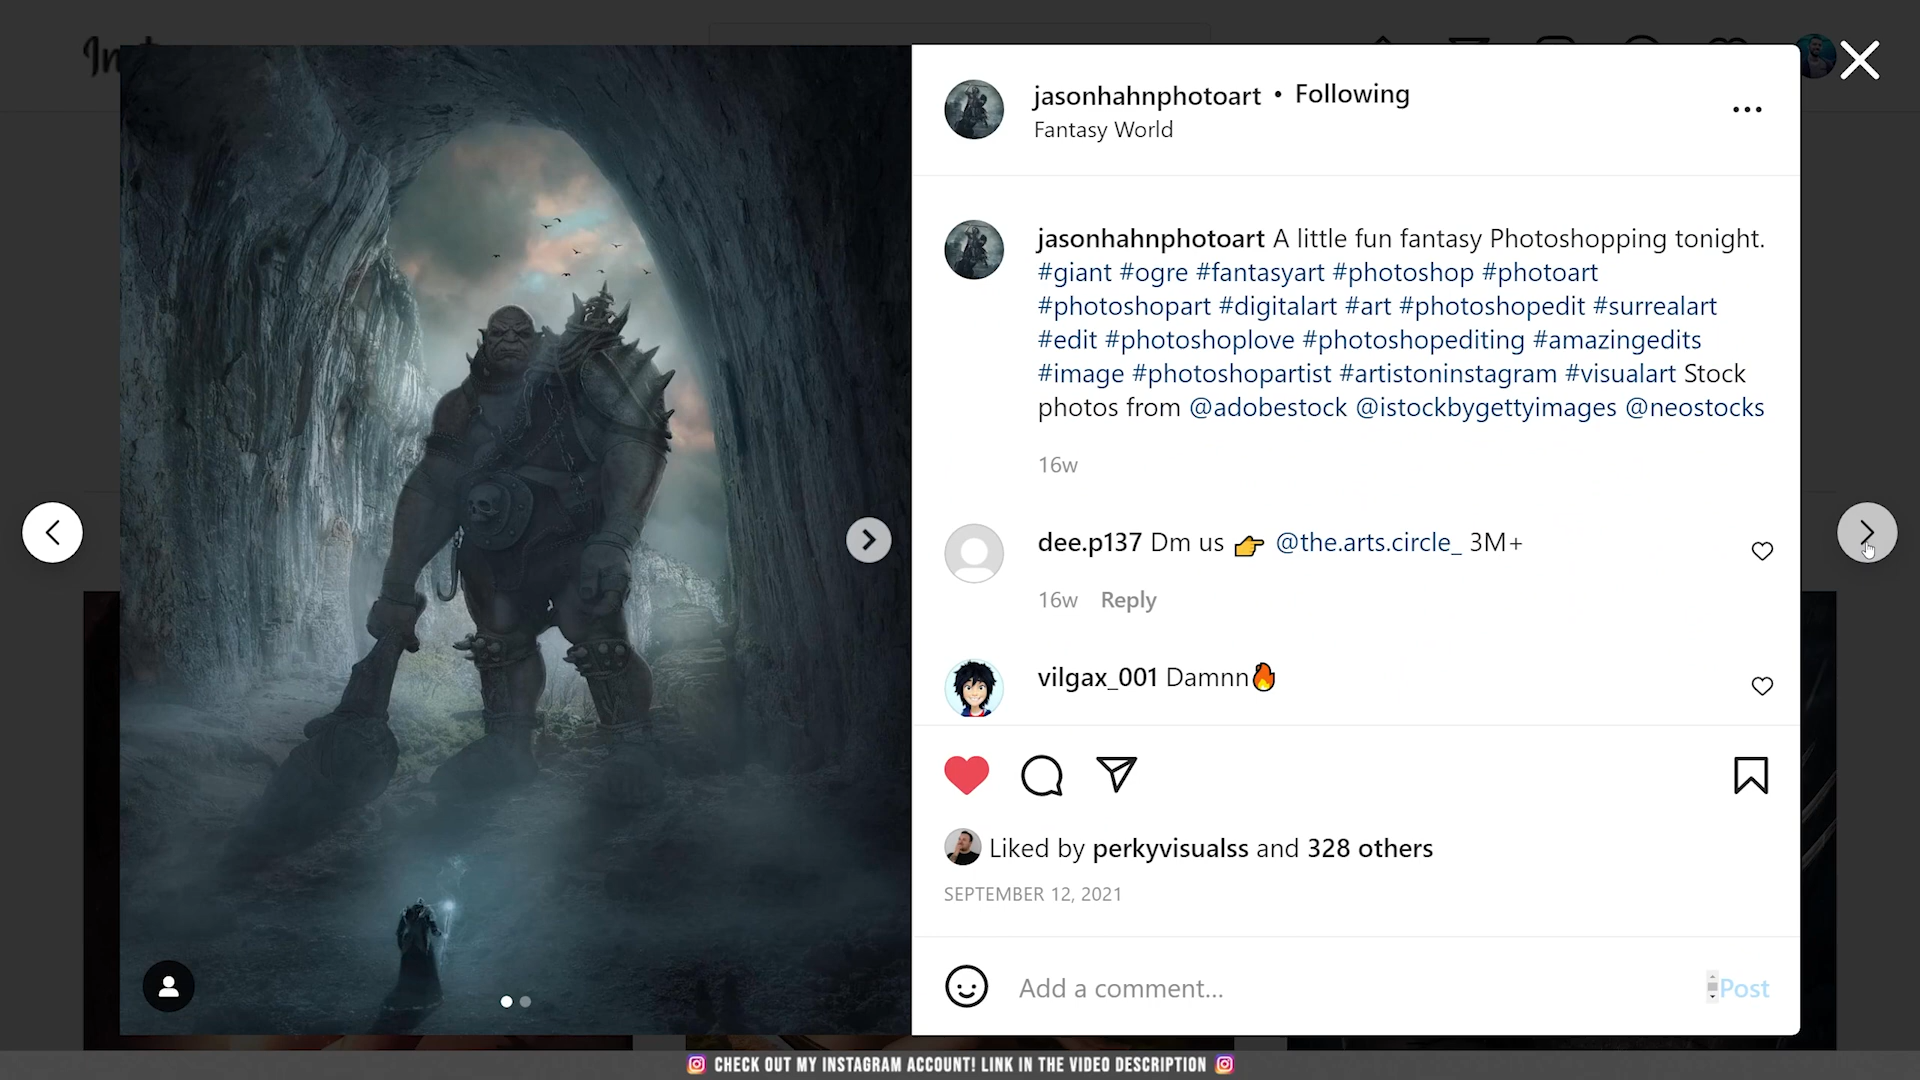 In
jasonhahnphotoart • Following
Fantasy World
jasonhahnphotoart A little fun fantasy Photoshopping tonight.
#giant #ogre #fantasyart #photoshop #photoart
#photoshopart #digitalart #art #photoshopedit #surrealart
#edit #photoshoplove #photoshopediting #amazingedits
#image #photoshopartist #artistoninstagram #visualart Stock
photos from @adobestock @istockbygettyimages @neostocks
16w
dee.p137 Dm us 👉 @the.arts.circle_ 3M+
16w Reply
vilgax_001 Damnn🔥
Liked by perkyvisualss and 328 others
SEPTEMBER 12, 2021
Add a comment...
Post
CHECK OUT MY INSTAGRAM ACCOUNT! LINK IN THE VIDEO DESCRIPTION